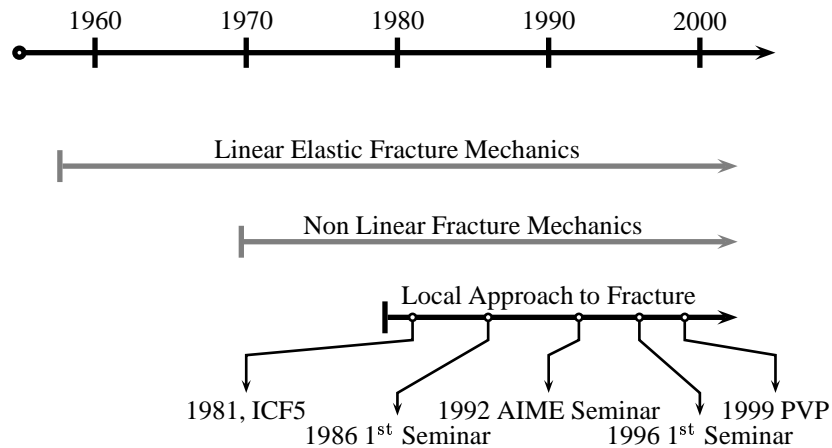 1960 1970 1980 1990 2000
Linear Elastic Fracture Mechanics
Non Linear Fracture Mechanics
Local Approach to Fracture
1981, ICF5 1992 AIME Seminar 1999 PVP
1986 1st Seminar 1996 1st Seminar